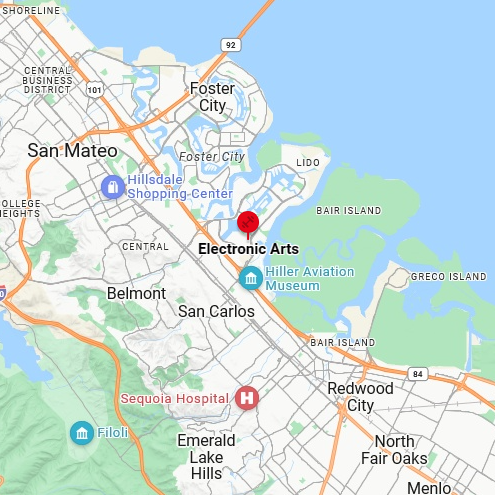 SHORELINE
92
CENTRAL
BUSINESS
DISTRICT
101
Foster
City
San Mateo
Foster City
LIDO
Hillsdale
Shopping Center
COLLEGE
HEIGHTS
BAIR ISLAND
CENTRAL
Electronic Arts
Hiller Aviation
Museum
GRECO ISLAND
Belmont
San Carlos
BAIR ISLAND
84
Redwood
City
Sequoia Hospital
H
Filoli
Emerald
Lake
Hills
North
Fair Oaks
Menlo